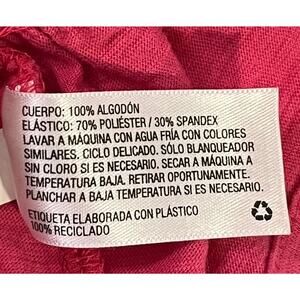 CUERPO: 100% ALGODÓN
ELÁSTICO: 70% POLIÉSTER / 30% SPANDEX
LAVAR A MÁQUINA CON AGUA FRÍA CON COLORES
SIMILARES. CICLO DELICADO. SÓLO BLANQUEADOR
SIN CLORO SI ES NECESARIO. SECAR A MÁQUINA A
TEMPERATURA BAJA. RETIRAR OPORTUNAMENTE.
PLANCHAR A BAJA TEMPERATURA SI ES NECESARIO.
ETIQUETA ELABORADA CON PLÁSTICO
100% RECICLADO